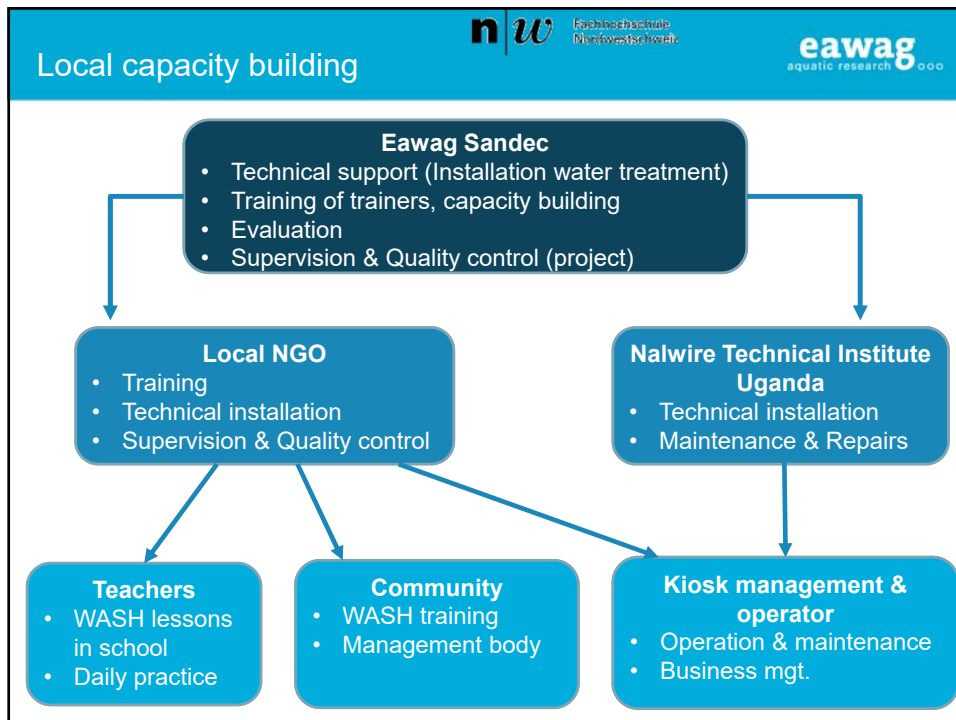 n|w Fachhochschule
Nordwestschweiz
Local capacity building
eawag
aquatic research
Eawag Sandec
• Technical support (Installation water treatment)
• Training of trainers, capacity building
• Evaluation
• Supervision & Quality control (project)
Local NGO
• Training
• Technical installation
• Supervision & Quality control
Nalwire Technical Institute
Uganda
• Technical installation
• Maintenance & Repairs
Teachers
• WASH lessons
in school
• Daily practice
Community
• WASH training
• Management body
Kiosk management &
operator
• Operation & maintenance
• Business mgt.